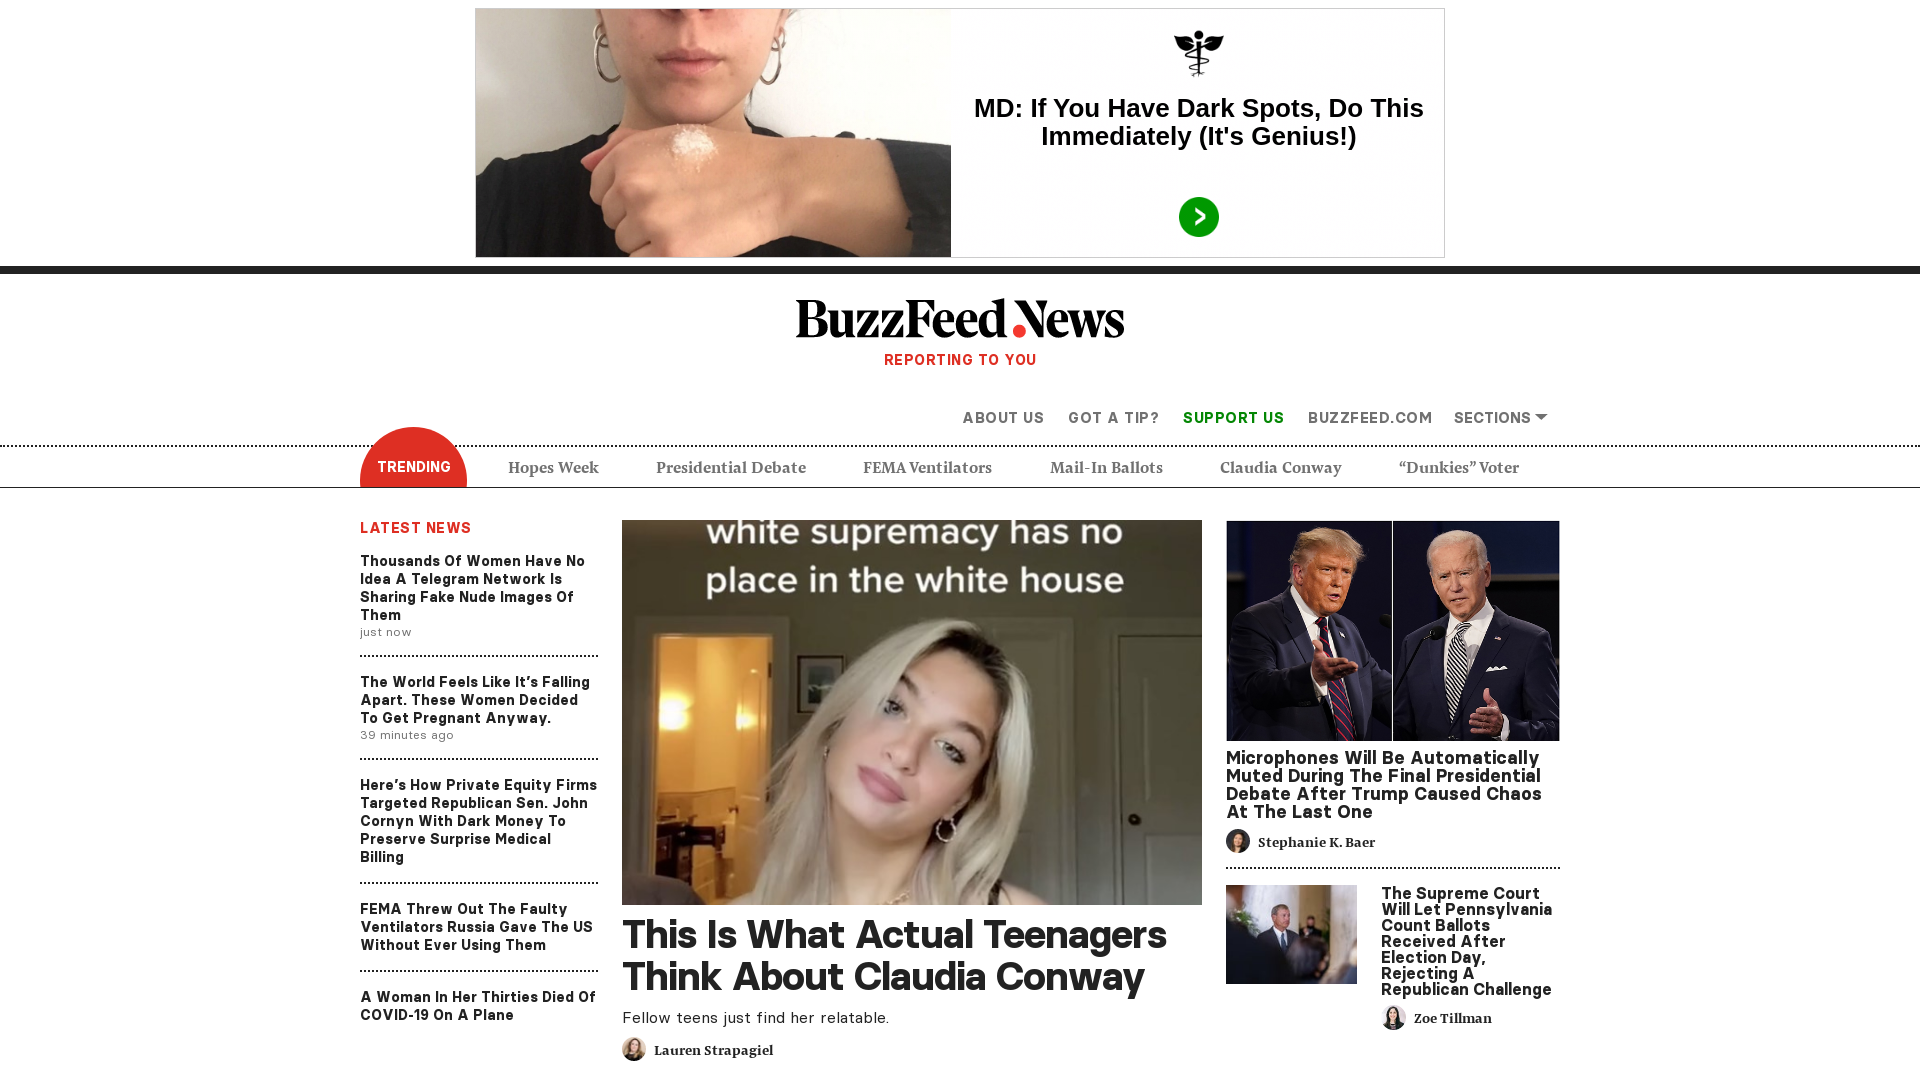 MD: If You Have Dark Spots, Do This
Immediately (It's Genius!)
BuzzFeed News
REPORTING TO YOU
ABOUT US
GOT A TIP?
SUPPORT US
BUZZFEED.COM
SECTIONS
TRENDING
Hopes Week
Presidential Debate
FEMA Ventilators
Mail-In Ballots
Claudia Conway
“Dunkies” Voter
LATEST NEWS
Thousands Of Women Have No
Idea A Telegram Network Is
Sharing Fake Nude Images Of
Them
just now
The World Feels Like It’s Falling
Apart. These Women Decided
To Get Pregnant Anyway.
39 minutes ago
Here’s How Private Equity Firms
Targeted Republican Sen. John
Cornyn With Dark Money To
Preserve Surprise Medical
Billing
FEMA Threw Out The Faulty
Ventilators Russia Gave The US
Without Ever Using Them
A Woman In Her Thirties Died Of
COVID-19 On A Plane
white supremacy has no
place in the white house
This Is What Actual Teenagers
Think About Claudia Conway
Fellow teens just find her relatable.
Lauren Strapagiel
Microphones Will Be Automatically
Muted During The Final Presidential
Debate After Trump Caused Chaos
At The Last One
Stephanie K. Baer
The Supreme Court
Will Let Pennsylvania
Count Ballots
Received After
Election Day,
Rejecting A
Republican Challenge
Zoe Tillman